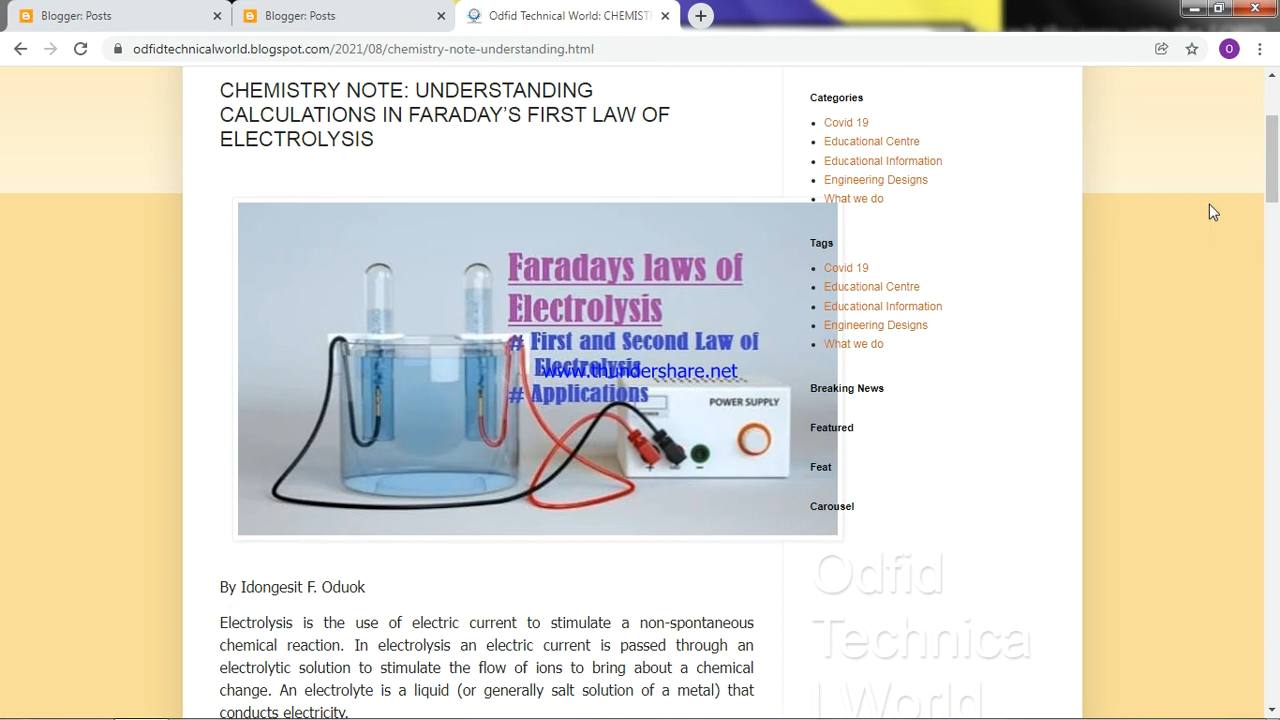 Blogger: Posts
Blogger: Posts
Odfid Technical World: CHEMIST
odfidtechnicalworld.blogspot.com/2021/08/chemistry-note-understanding.html
O
CHEMISTRY NOTE: UNDERSTANDING
CALCULATIONS IN FARADAY’S FIRST LAW OF
ELECTROLYSIS
Faradays laws of
Electrolysis
# First and Second Law of
Electrolysis
www.thundershare.net
# Applications
POWER SUPPLY
By Idongesit F. Oduok
Electrolysis is the use of electric current to stimulate a non-spontaneous
chemical reaction. In electrolysis an electric current is passed through an
electrolytic solution to stimulate the flow of ions to bring about a chemical
change. An electrolyte is a liquid (or generally salt solution of a metal) that
conducts electricity.
Categories
Covid 19
Educational Centre
Educational Information
Engineering Designs
What we do
Tags
Covid 19
Educational Centre
Educational Information
Engineering Designs
What we do
Breaking News
Featured
Feat
Carousel
Odfid
Technica
l World